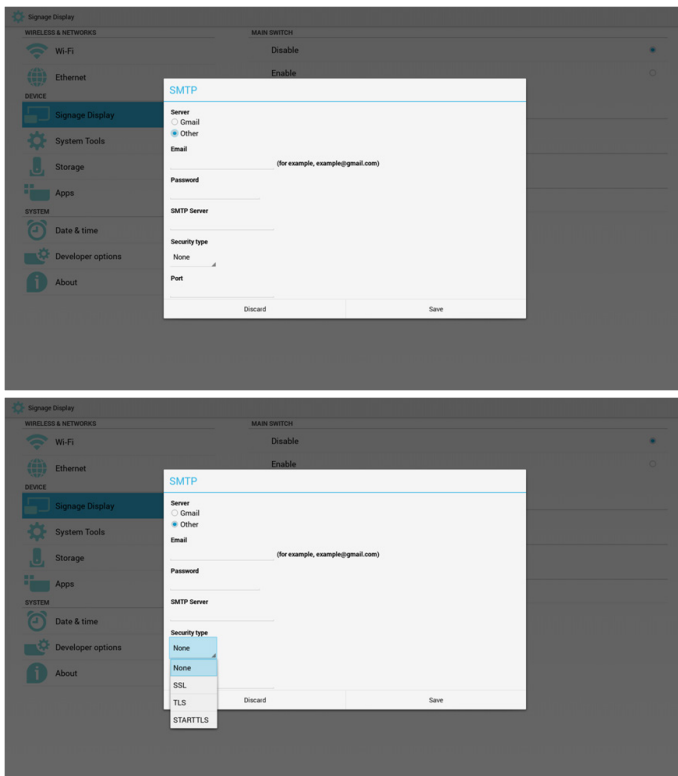 Signage Display
WIRELESS & NETWORKS
Wi-Fi
Ethernet
DEVICE
Signage Display
System Tools
Storage
Apps
SYSTEM
Date & time
Developer options
About
MAIN SWITCH
Disable
Enable
SMTP
Server
Gmail
Other
Email
(for example, example@gmail.com)
Password
SMTP Server
Security type
None
Port
Discard
Save
Signage Display
WIRELESS & NETWORKS
Wi-Fi
Ethernet
DEVICE
Signage Display
System Tools
Storage
Apps
SYSTEM
Date & time
Developer options
About
MAIN SWITCH
Disable
Enable
SMTP
Server
Gmail
Other
Email
(for example, example@gmail.com)
Password
SMTP Server
Security type
None
None
SSL
TLS
STARTTLS
Discard
Save